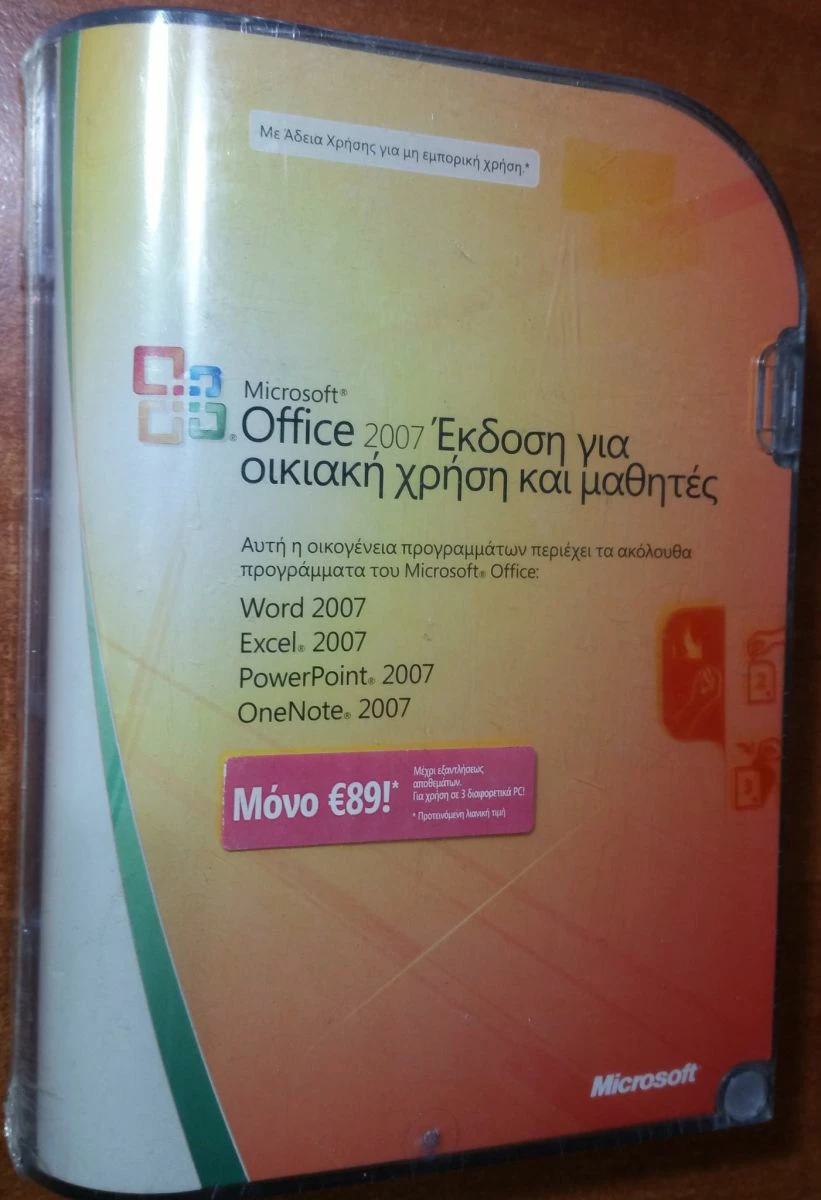 Με Άδεια Χρήσης για μη εμπορική χρήση.*
Microsoft®
Office 2007 Έκδοση για
οικιακή χρήση και μαθητές
Αυτή η οικογένεια προγραμμάτων περιέχει τα ακόλουθα
προγράμματα του Microsoft® Office:
Word 2007
Excel® 2007
PowerPoint® 2007
OneNote® 2007
Μόνο €89!*
Μέχρι εξαντλήσεως
αποθεμάτων.
Για χρήση σε 3 διαφορετικά PC!
* Προτεινόμενη λιανική τιμή
2
3
Microsoft